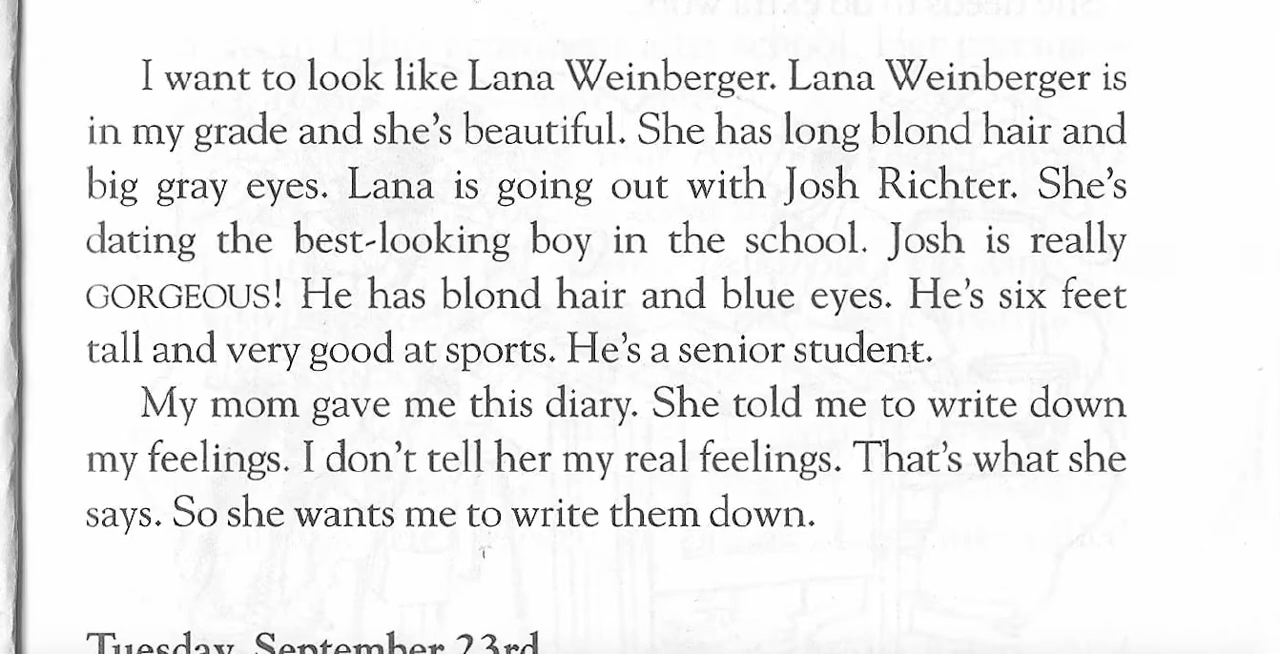 I want to look like Lana Weinberger. Lana Weinberger is
in my grade and she's beautiful. She has long blond hair and
big gray eyes. Lana is going out with Josh Richter. She's
dating the best-looking boy in the school. Josh is really
GORGEOUS! He has blond hair and blue eyes. He's six feet
tall and very good at sports. He's a senior student.
My mom gave me this diary. She told me to write down
my feelings. I don't tell her my real feelings. That's what she
says. So she wants me to write them down.
Tuesday, September 23rd